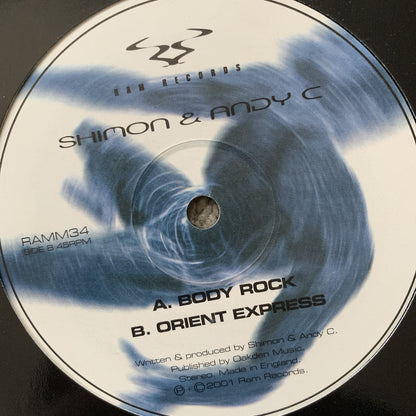 RAM RECORDS
SHIMON & ANDY C
RAMM34
SIDE B 45RPM
A. BODY ROCK
B. ORIENT EXPRESS
Written & produced by Shimon & Andy C.
Published by Oakden Music.
Stereo. Made in England.
℗ + © 2001 Ram Records.